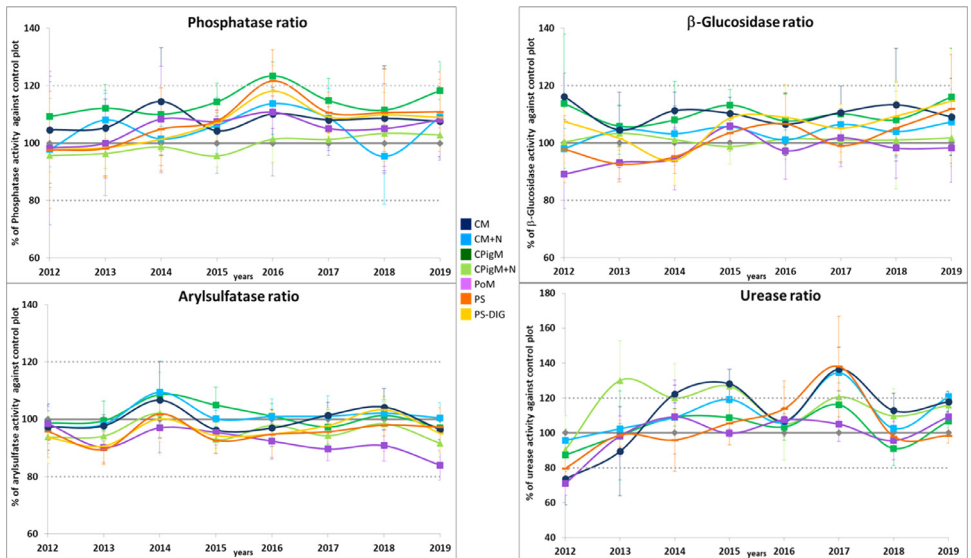 Phosphatase ratio
% of Phosphatase activity against control plot
140
120
100
80
60
2012 2013 2014 2015 2016 2017 2018 2019
years
β-Glucosidase ratio
% of β-Glucosidase activity against control plot
140
120
100
80
60
2012 2013 2014 2015 2016 2017 2018 2019
years
CM
CM+N
CPigM
CPigM+N
PoM
PS
PS-DIG
Arylsulfatase ratio
% of arylsulfatase activity against control plot
140
120
100
80
60
2012 2013 2014 2015 2016 2017 2018 2019
Urease ratio
% of urease activity against control plot
180
160
140
120
100
80
60
40
2012 2013 2014 2015 2016 2017 2018 2019